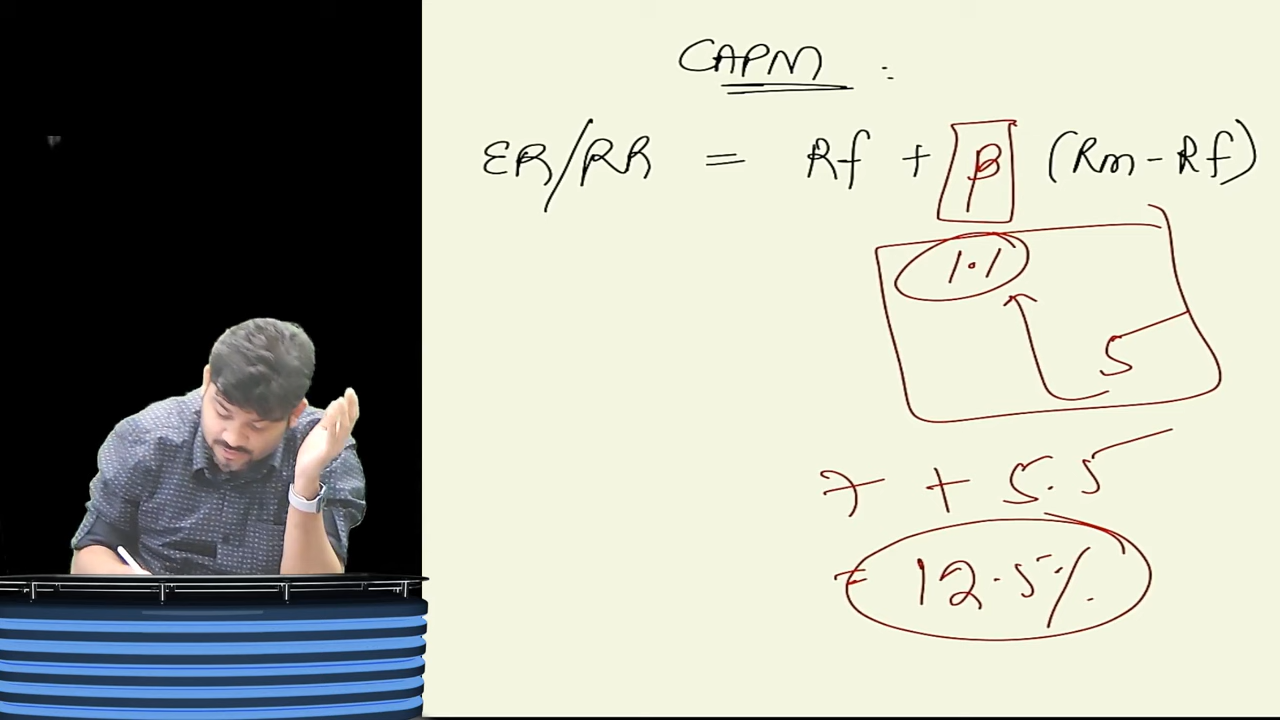 CAPM :
ER/RR = Rf + β (Rm - Rf)
1.1
5
7 + 5.5
= 12.5%